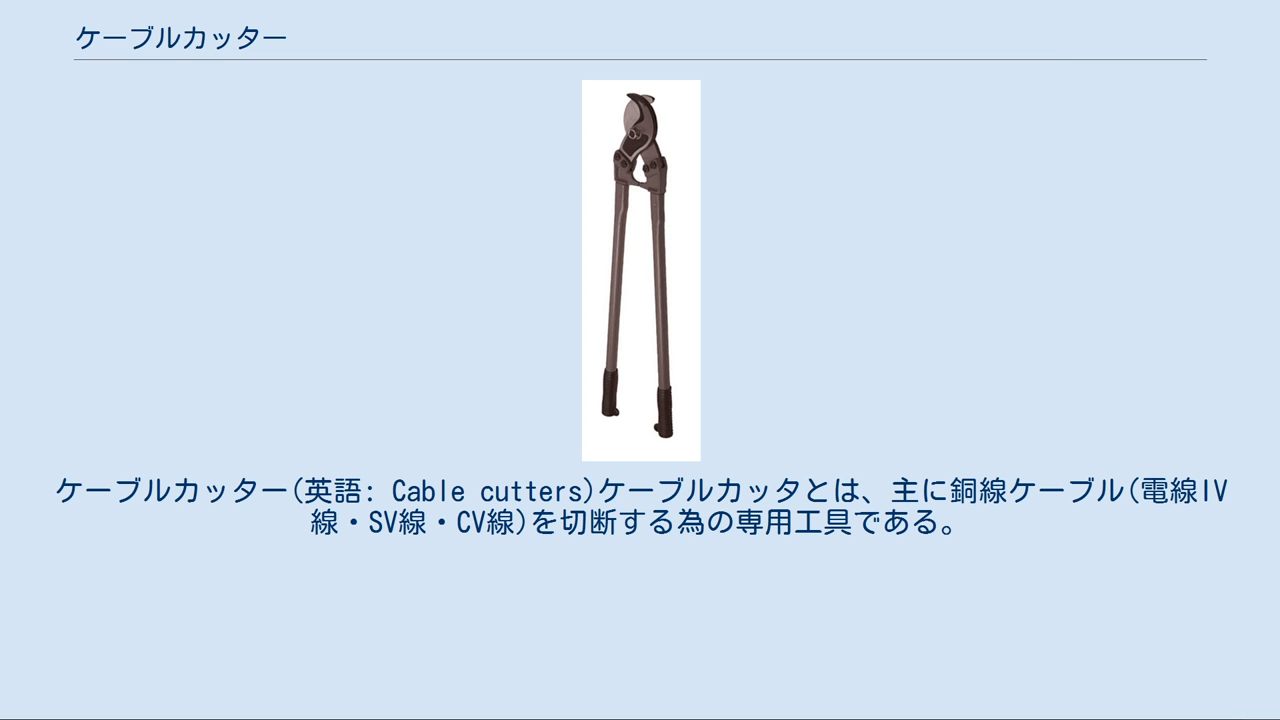 ケーブルカッター
ケーブルカッター(英語: Cable cutters)ケーブルカッタとは、主に銅線ケーブル(電線IV
線・SV線・CV線)を切断する為の専用工具である。